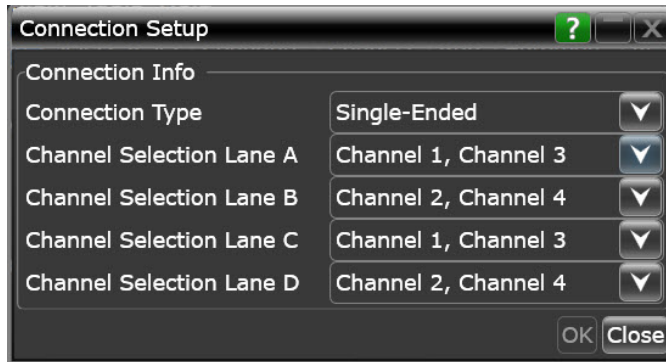 Connection Setup
?
X
Connection Info
Connection Type Single-Ended
Channel Selection Lane A Channel 1, Channel 3
Channel Selection Lane B Channel 2, Channel 4
Channel Selection Lane C Channel 1, Channel 3
Channel Selection Lane D Channel 2, Channel 4
OK Close